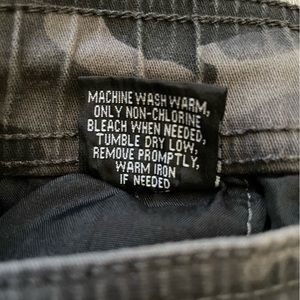 MACHINE WASH WARM,
ONLY NON-CHLORINE
BLEACH WHEN NEEDED,
TUMBLE DRY LOW,
REMOVE PROMPTLY,
WARM IRON
IF NEEDED